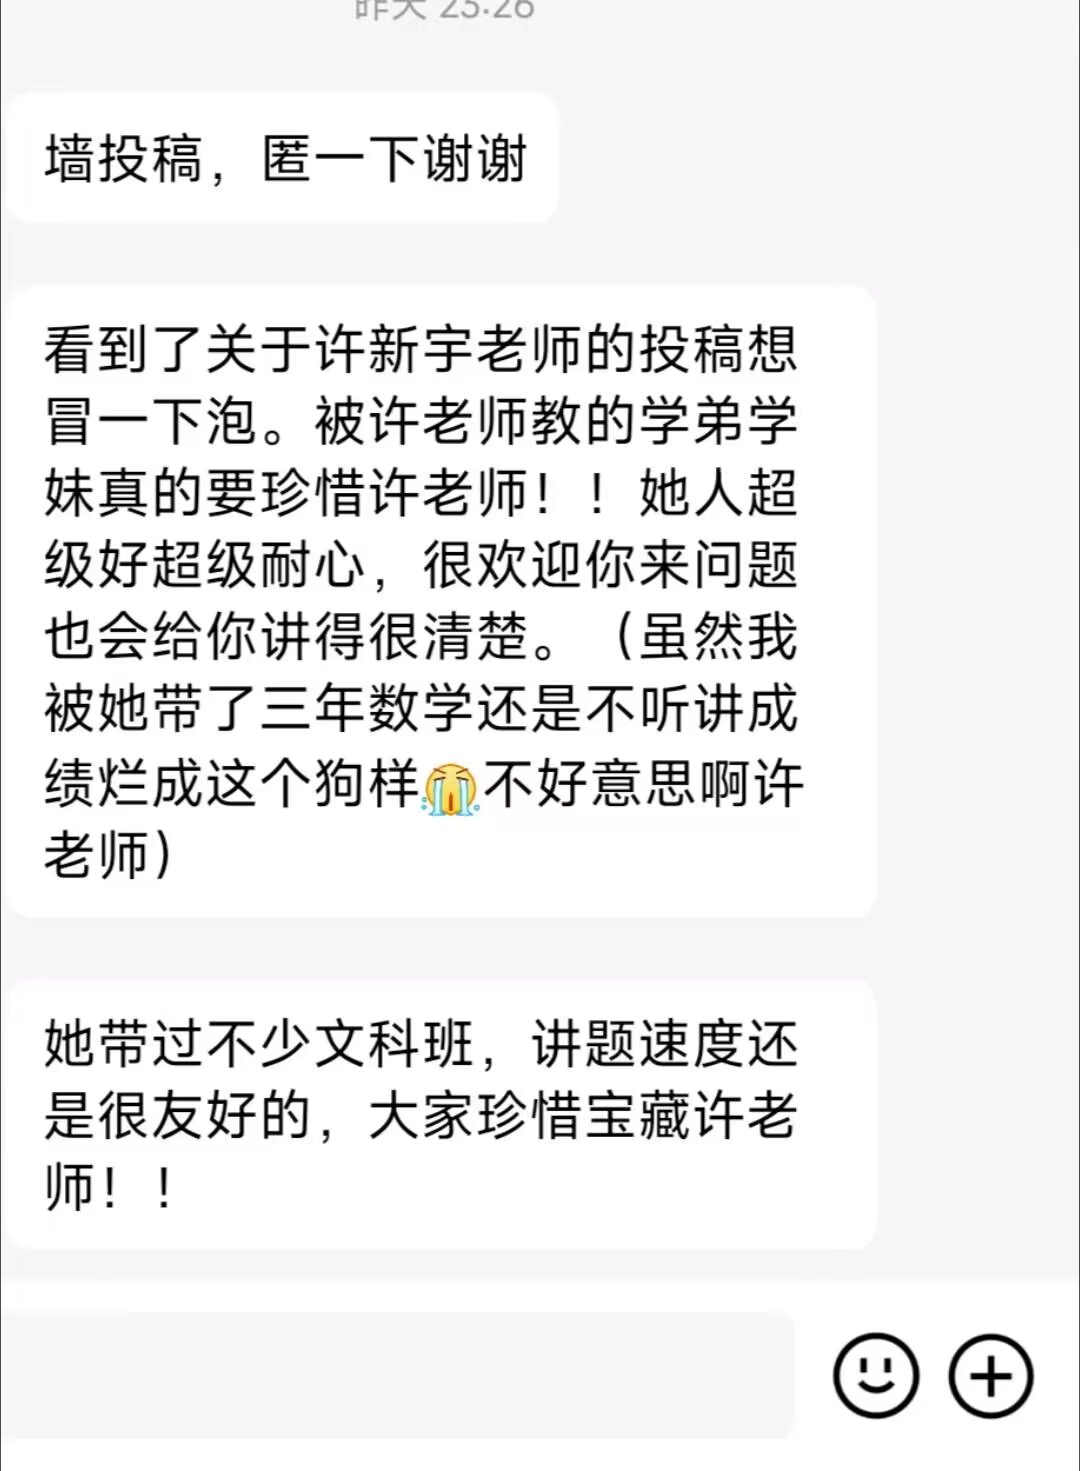 昨天 23:26
墙投稿，匿一下谢谢
看到了关于许新宇老师的投稿想
冒一下泡。被许老师教的学弟学
妹真的要珍惜许老师！！她人超
级好超级耐心，很欢迎你来问题
也会给你讲得很清楚。（虽然我
被她带了三年数学还是不听讲成
绩烂成这个狗样😭不好意思啊许
老师）
她带过不少文科班，讲题速度还
是很友好的，大家珍惜宝藏许老
师！！